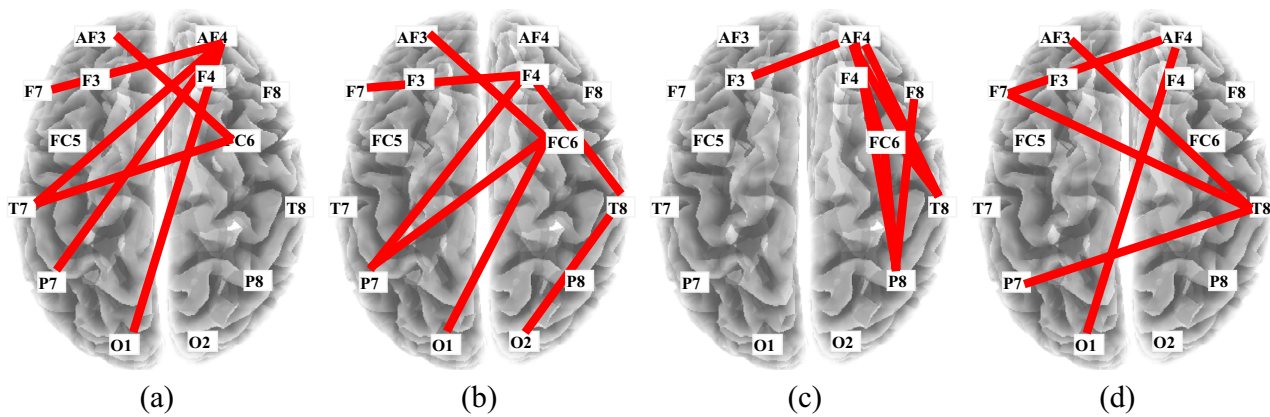 AF3 AF4 AF3 AF4 AF3 AF4 AF3 AF4
F7 F3 F4 F8 F7 F3 F4 F8 F7 F3 F4 F8 F7 F3 F4 F8
FC5 FC6 FC5 FC6 FC5 FC6 FC5
T7 T8 T7 T8 T7 T8 T7 T8
P7 P8 P7 P8 P7 P8 P7 P8
O1 O2 O1 O2 O1 O2 O1 O2
(a) (b) (c) (d)